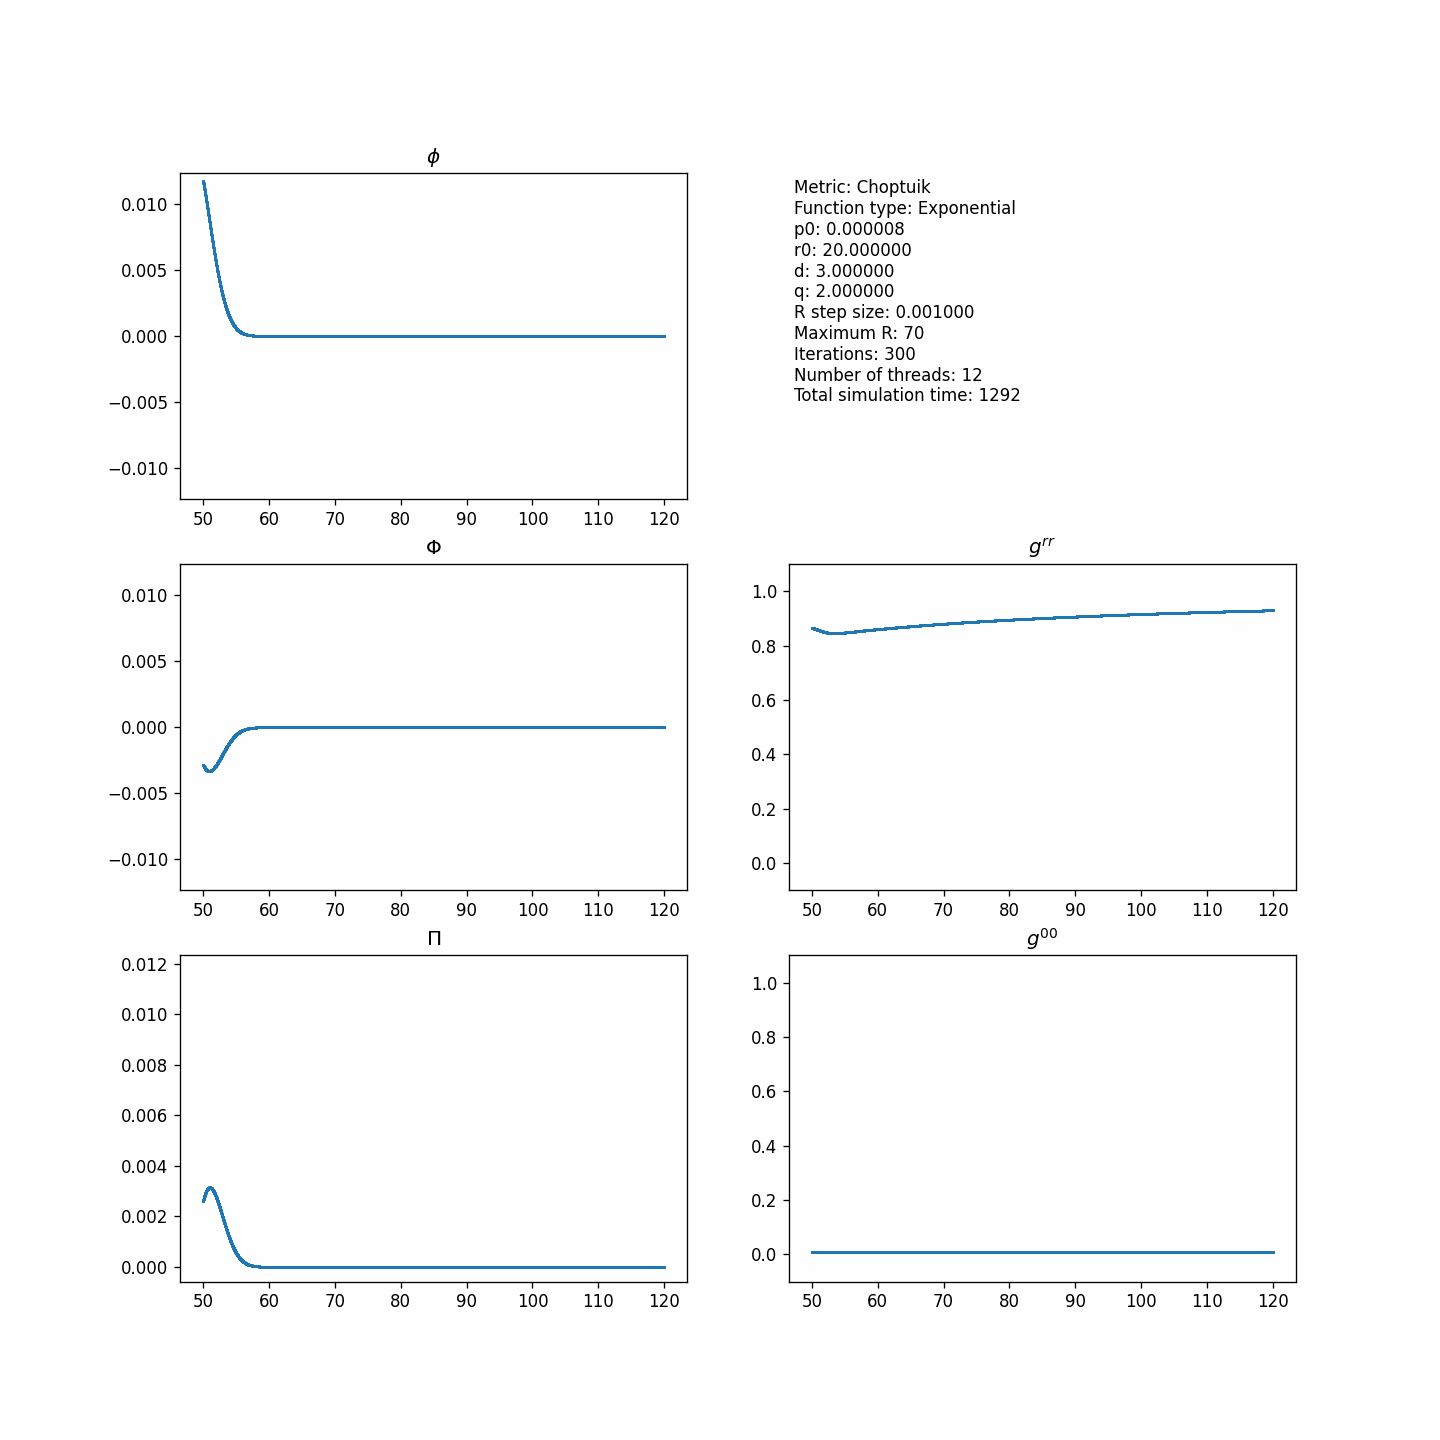 ϕ
0.010
0.005
0.000
−0.005
−0.010
50 60 70 80 90 100 110 120
Metric: Choptuik
Function type: Exponential
p0: 0.000008
r0: 20.000000
d: 3.000000
q: 2.000000
R step size: 0.001000
Maximum R: 70
Iterations: 300
Number of threads: 12
Total simulation time: 1292
Φ
0.010
0.005
0.000
−0.005
−0.010
50 60 70 80 90 100 110 120
g^{rr}
1.0
0.8
0.6
0.4
0.2
0.0
50 60 70 80 90 100 110 120
Π
0.012
0.010
0.008
0.006
0.004
0.002
0.000
50 60 70 80 90 100 110 120
g^{00}
1.0
0.8
0.6
0.4
0.2
0.0
50 60 70 80 90 100 110 120